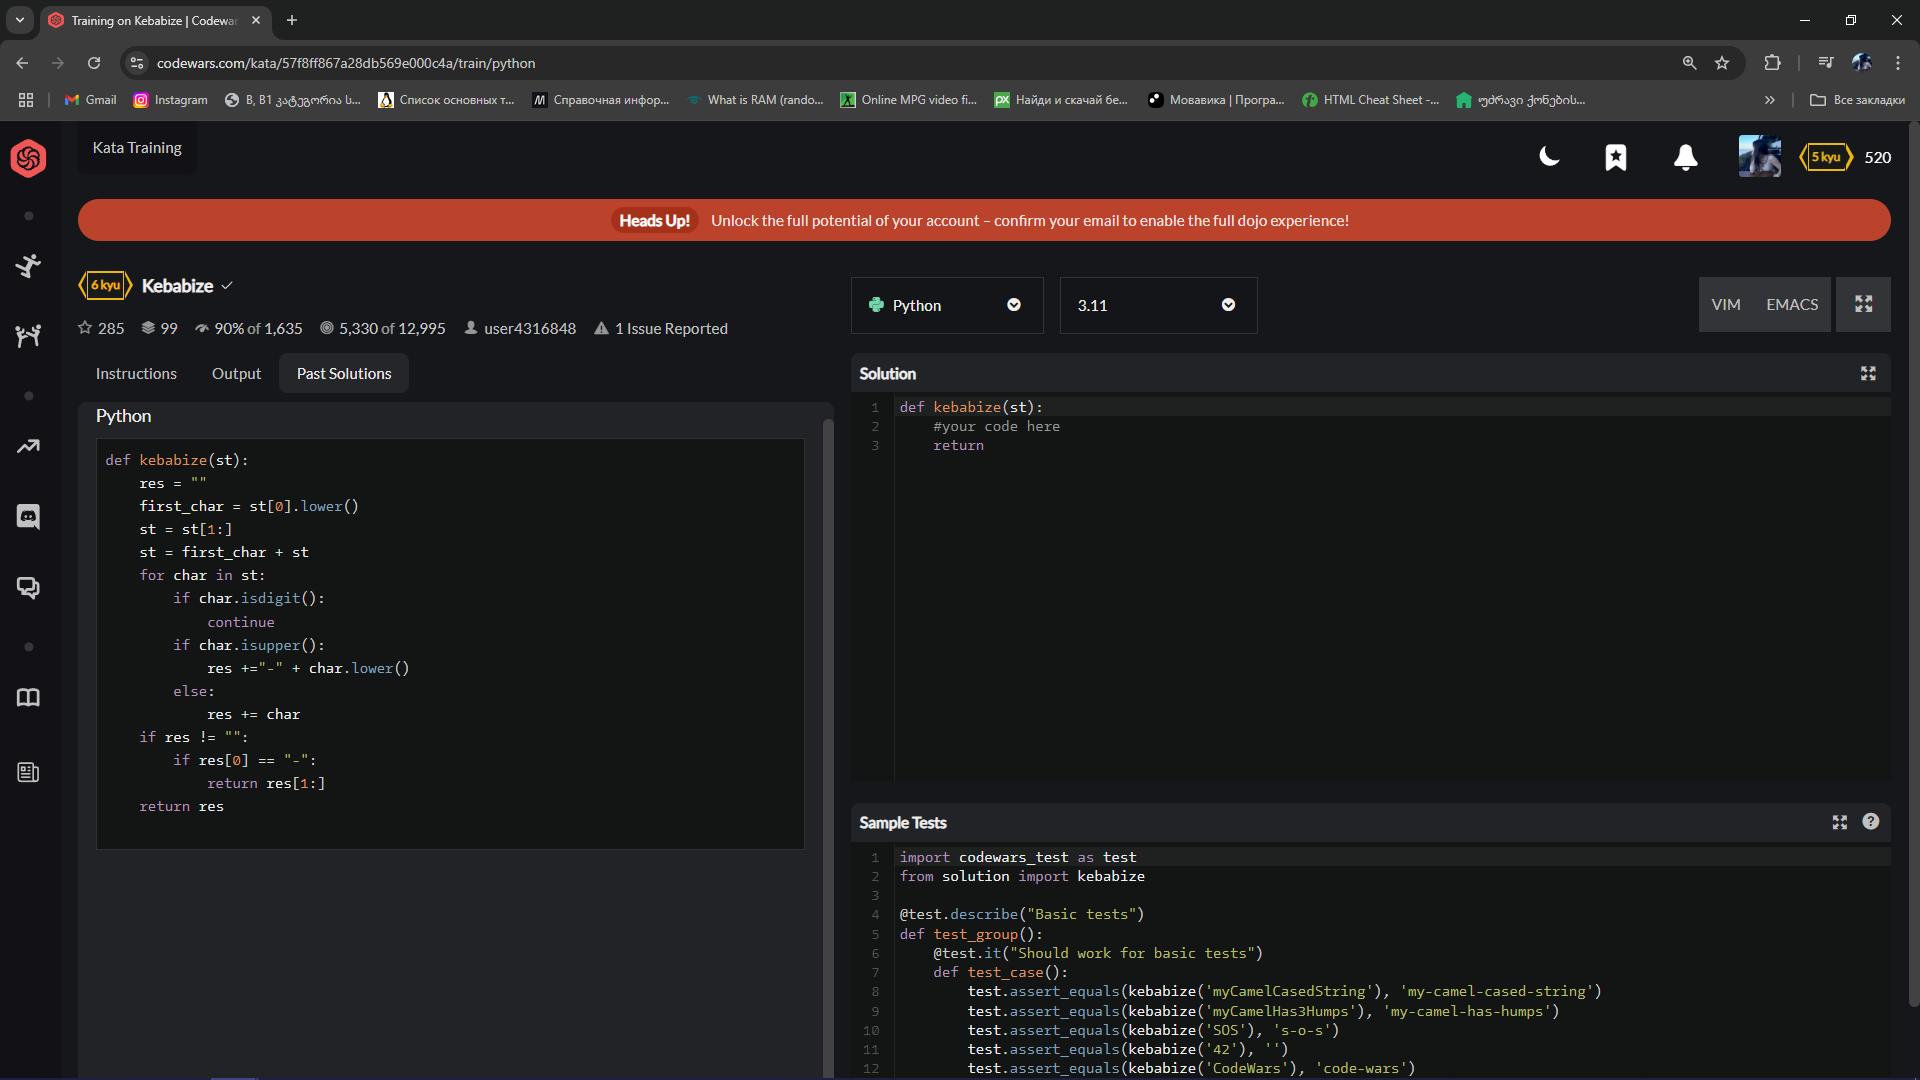 Training on Kebabize | Codewar
codewars.com/kata/57f8ff867a28db569e000c4a/train/python
Gmail
Instagram
B, B1 კატეგორია ს...
Список основных т...
Справочная инфор...
What is RAM (rando...
Online MPG video fi...
Найди и скачай бе...
Мовавика | Програ...
HTML Cheat Sheet -...
უძრავი ქონების...
Все закладки
Kata Training
5 kyu
520
Heads Up! Unlock the full potential of your account – confirm your email to enable the full dojo experience!
6 kyu Kebabize
285 99 90% of 1,635 5,330 of 12,995 user4316848 1 Issue Reported
Instructions Output Past Solutions
Python
def kebabize(st):
    res = ""
    first_char = st[0].lower()
    st = st[1:]
    st = first_char + st
    for char in st:
        if char.isdigit():
            continue
        if char.isupper():
            res +="-" + char.lower()
        else:
            res += char
    if res != "":
        if res[0] == "-":
            return res[1:]
    return res
Python
3.11
VIM EMACS
Solution
1 def kebabize(st):
2     #your code here
3     return
Sample Tests
1 import codewars_test as test
2 from solution import kebabize
3
4 @test.describe("Basic tests")
5 def test_group():
6     @test.it("Should work for basic tests")
7     def test_case():
8         test.assert_equals(kebabize('myCamelCasedString'), 'my-camel-cased-string')
9         test.assert_equals(kebabize('myCamelHas3Humps'), 'my-camel-has-humps')
10         test.assert_equals(kebabize('SOS'), 's-o-s')
11         test.assert_equals(kebabize('42'), '')
12         test.assert_equals(kebabize('CodeWars'), 'code-wars')